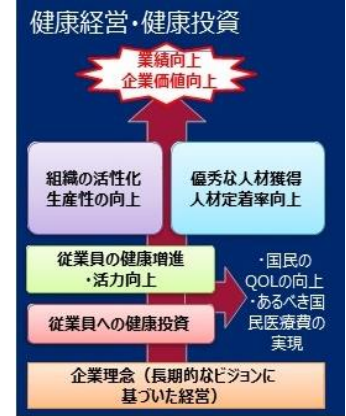 健康経営・健康投資
業績向上
企業価値向上
組織の活性化
生産性の向上
優秀な人材獲得
人材定着率向上
従業員の健康増進
・活力向上
従業員への健康投資
・国民の
QOLの向上
・あるべき国
民医療費の
実現
企業理念（長期的なビジョンに
基づいた経営）